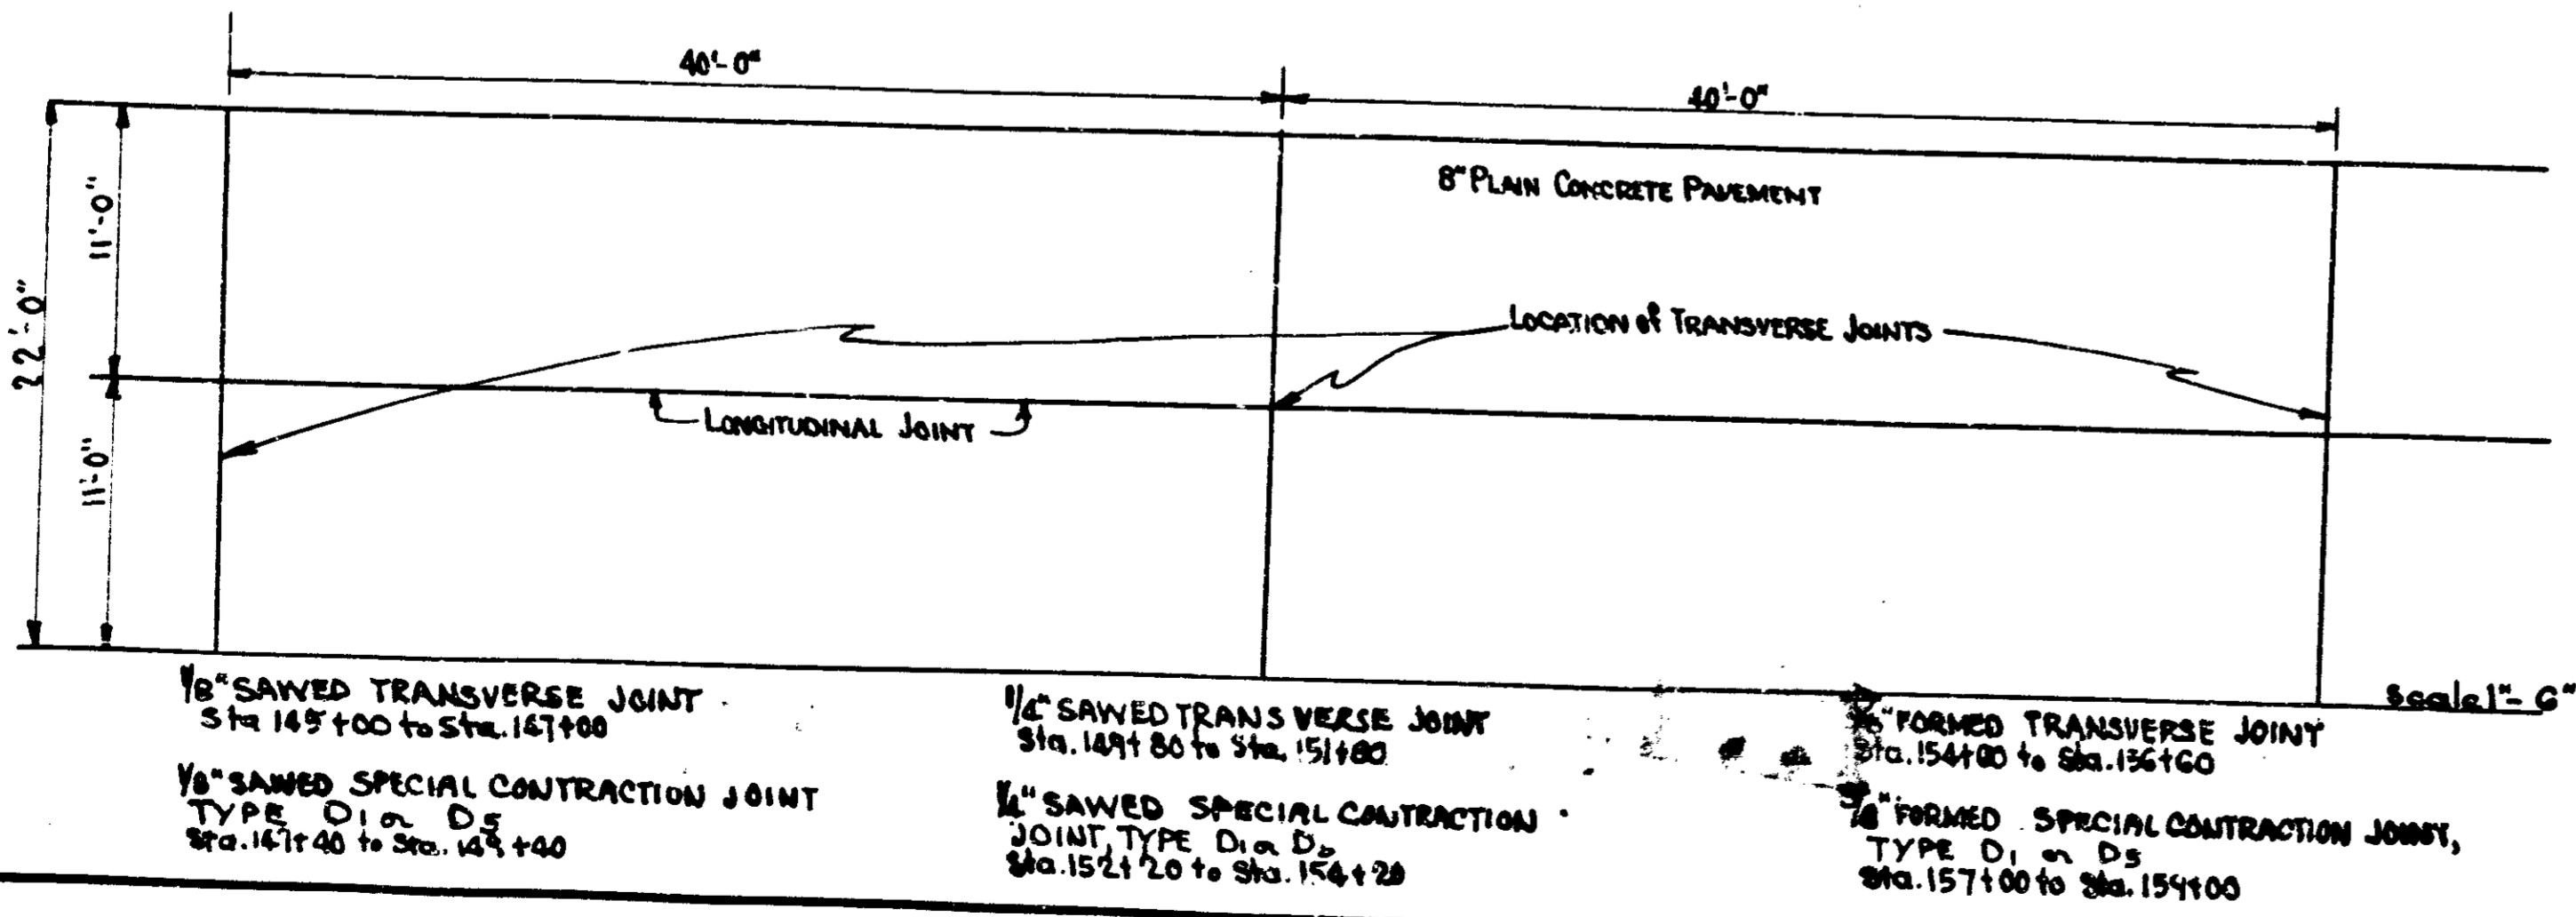 40'-0"
40'-0"
8" PLAIN CONCRETE PAVEMENT
11'-0"
22'-0"
LOCATION of TRANSVERSE JOINTS
LONGITUDINAL JOINT
11'-0"
Scale 1"- 6"
1/8" SAWED TRANSVERSE JOINT
Sta 145+00 to Sta. 147+00
1/8" SAWED SPECIAL CONTRACTION JOINT
TYPE D1 or D5
Sta. 147+40 to Sta. 149+40
1/4" SAWED TRANSVERSE JOINT
Sta. 149+80 to Sta. 151+80
1/4" SAWED SPECIAL CONTRACTION
JOINT, TYPE D1 or
Sta. 152+20 to Sta. 154+20
FORMED TRANSVERSE JOINT
to Sta.
FORMED SPECIAL CONTRACTION JOINT,
TYPE D1 or D5
Sta. 157+00 to Sta. 159+00